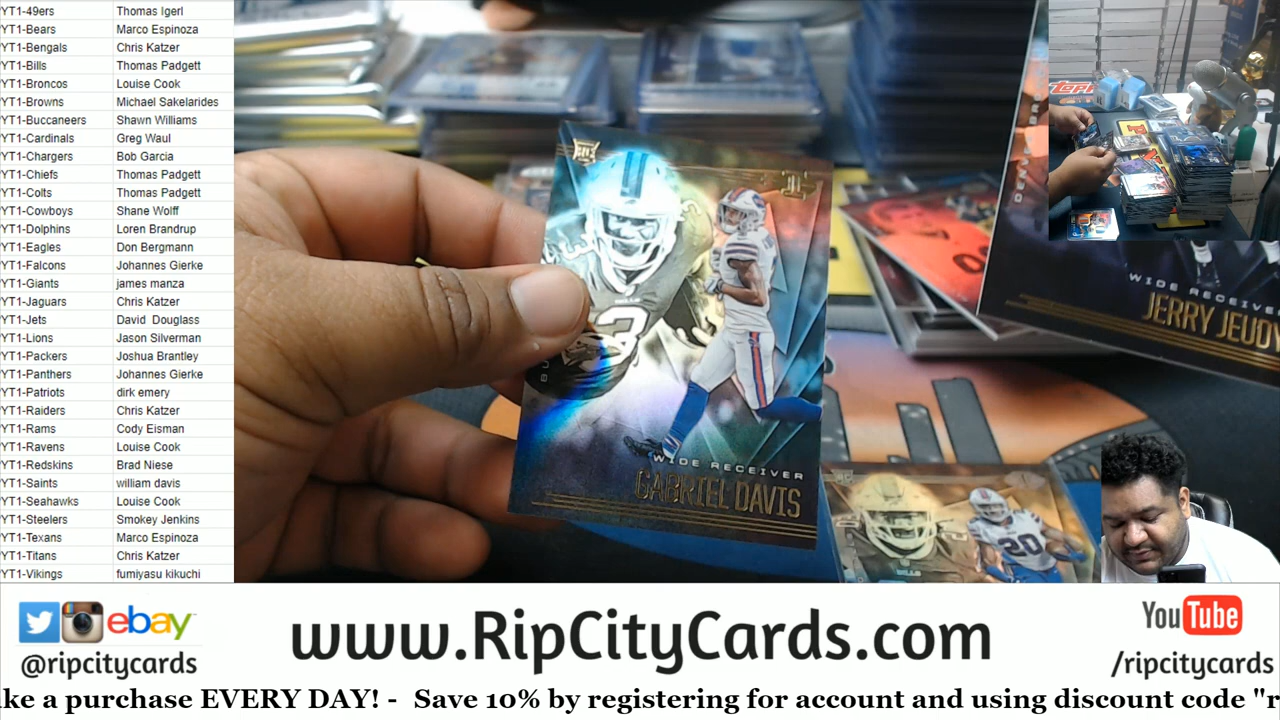 YT1-49ers Thomas Igerl
YT1-Bears Marco Espinoza
YT1-Bengals Chris Katzer
YT1-Bills Thomas Padgett
YT1-Broncos Louise Cook
YT1-Browns Michael Sakelarides
YT1-Buccaneers Shawn Williams
YT1-Cardinals Greg Waul
YT1-Chargers Bob Garcia
YT1-Chiefs Thomas Padgett
YT1-Colts Thomas Padgett
YT1-Cowboys Shane Wolff
YT1-Dolphins Loren Brandrup
YT1-Eagles Don Bergmann
YT1-Falcons Johannes Gierke
YT1-Giants james manza
YT1-Jaguars Chris Katzer
YT1-Jets David Douglass
YT1-Lions Jason Silverman
YT1-Packers Joshua Brantley
YT1-Panthers Johannes Gierke
YT1-Patriots dirk emery
YT1-Raiders Chris Katzer
YT1-Rams Cody Eisman
YT1-Ravens Louise Cook
YT1-Redskins Brad Niese
YT1-Saints william davis
YT1-Seahawks Louise Cook
YT1-Steelers Smokey Jenkins
YT1-Texans Marco Espinoza
YT1-Titans Chris Katzer
YT1-Vikings fumiyasu kikuchi
WIDE RECEIVER
GABRIEL DAVIS
WIDE RECEIVER
JERRY JEUDY
20
TOPPS
ebay
@ripcitycards
www.RipCityCards.com
YouTube
/ripcitycards
ke a purchase EVERY DAY! - Save 10% by registering for account and using discount code "r